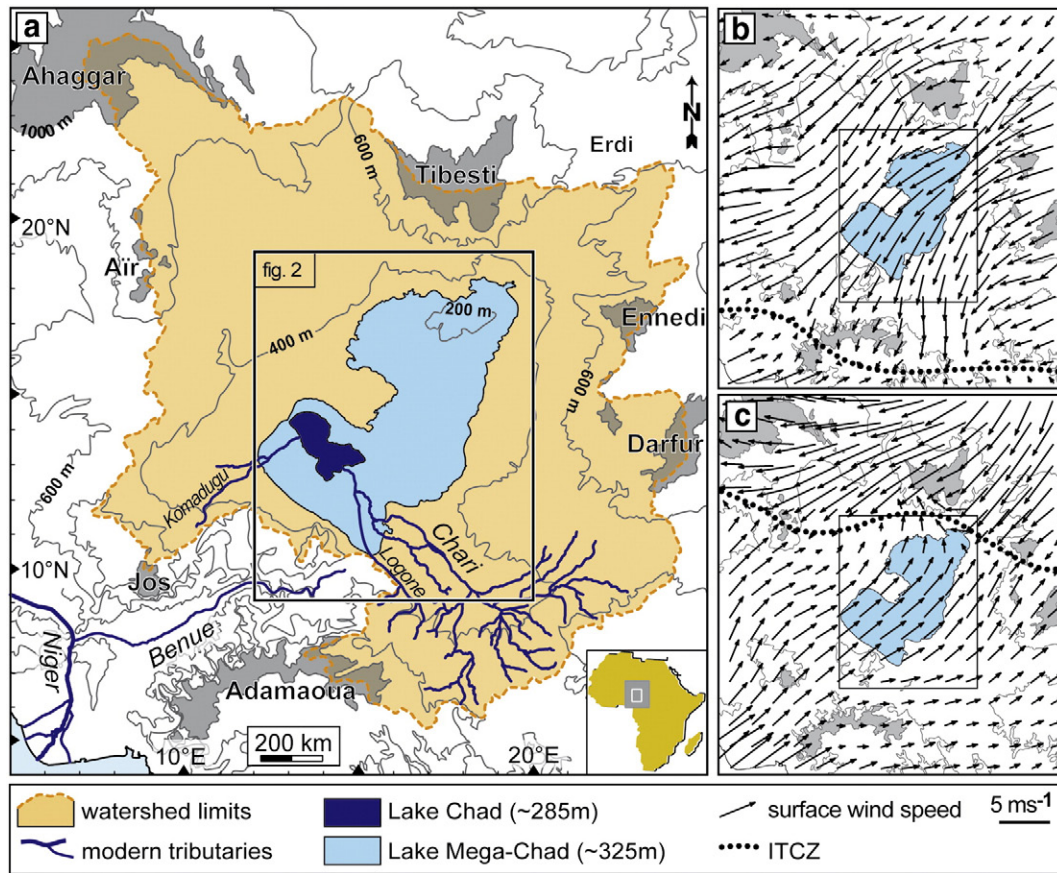 a
Ahaggar
1000 m
600 m
Tibesti
Erdi
N
20°N
Aïr
fig. 2
200 m
400 m
Ennedi
600 m
Darfur
600 m
Komadugu
Chari
Logone
10°N
Jos
Benue
Niger
Adamaoua
200 km
10°E
20°E
b
c
watershed limits
modern tributaries
Lake Chad (~285m)
Lake Mega-Chad (~325m)
surface wind speed
5 ms-1
ITCZ